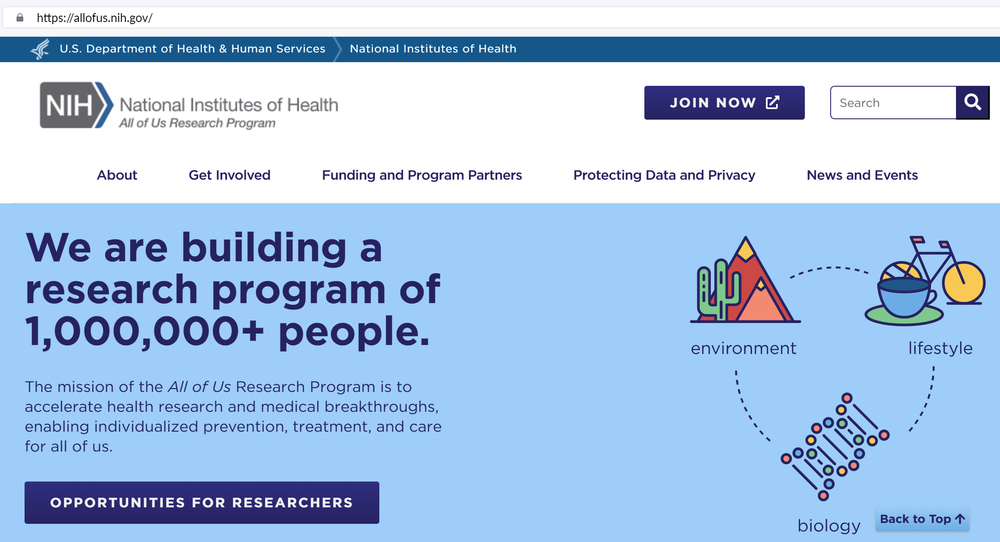 https://allofus.nih.gov/
U.S. Department of Health & Human Services National Institutes of Health
NIH National Institutes of Health
All of Us Research Program
JOIN NOW
Search
About Get Involved Funding and Program Partners Protecting Data and Privacy News and Events
We are building a
research program of
1,000,000+ people.
The mission of the All of Us Research Program is to
accelerate health research and medical breakthroughs,
enabling individualized prevention, treatment, and care
for all of us.
OPPORTUNITIES FOR RESEARCHERS
environment
lifestyle
biology
Back to Top